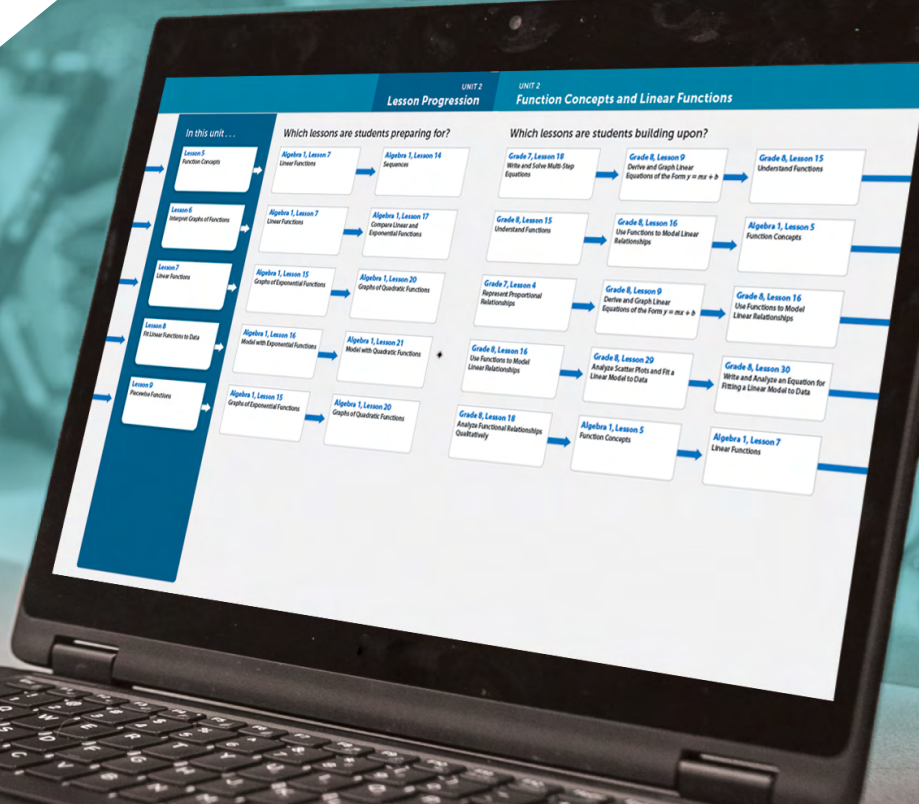 UNIT 2
Lesson Progression
UNIT 2
Function Concepts and Linear Functions
In this unit . . .
Lesson 5
Function Concepts
Lesson 6
Interpret Graphs of Functions
Lesson 7
Linear Functions
Lesson 8
Fit Linear Functions to Data
Lesson 9
Piecewise Functions
Which lessons are students preparing for?
Algebra 1, Lesson 7
Linear Functions
Algebra 1, Lesson 14
Sequences
Algebra 1, Lesson 7
Linear Functions
Algebra 1, Lesson 17
Compare Linear and
Exponential Functions
Algebra 1, Lesson 15
Graphs of Exponential Functions
Algebra 1, Lesson 20
Graphs of Quadratic Functions
Algebra 1, Lesson 16
Model with Exponential Functions
Algebra 1, Lesson 21
Model with Quadratic Functions
Algebra 1, Lesson 15
Graphs of Exponential Functions
Algebra 1, Lesson 20
Graphs of Quadratic Functions
Which lessons are students building upon?
Grade 7, Lesson 18
Write and Solve Multi-Step
Equations
Grade 8, Lesson 9
Derive and Graph Linear
Equations of the Form y = mx + b
Grade 8, Lesson 15
Understand Functions
Grade 8, Lesson 15
Understand Functions
Grade 8, Lesson 16
Use Functions to Model Linear
Relationships
Algebra 1, Lesson 5
Function Concepts
Grade 7, Lesson 4
Represent Proportional
Relationships
Grade 8, Lesson 9
Derive and Graph Linear
Equations of the Form y = mx + b
Grade 8, Lesson 16
Use Functions to Model
Linear Relationships
Grade 8, Lesson 16
Use Functions to Model
Linear Relationships
Grade 8, Lesson 29
Analyze Scatter Plots and Fit a
Linear Model to Data
Grade 8, Lesson 30
Write and Analyze an Equation for
Fitting a Linear Model to Data
Grade 8, Lesson 18
Analyze Functional Relationships
Qualitatively
Algebra 1, Lesson 5
Function Concepts
Algebra 1, Lesson 7
Linear Functions